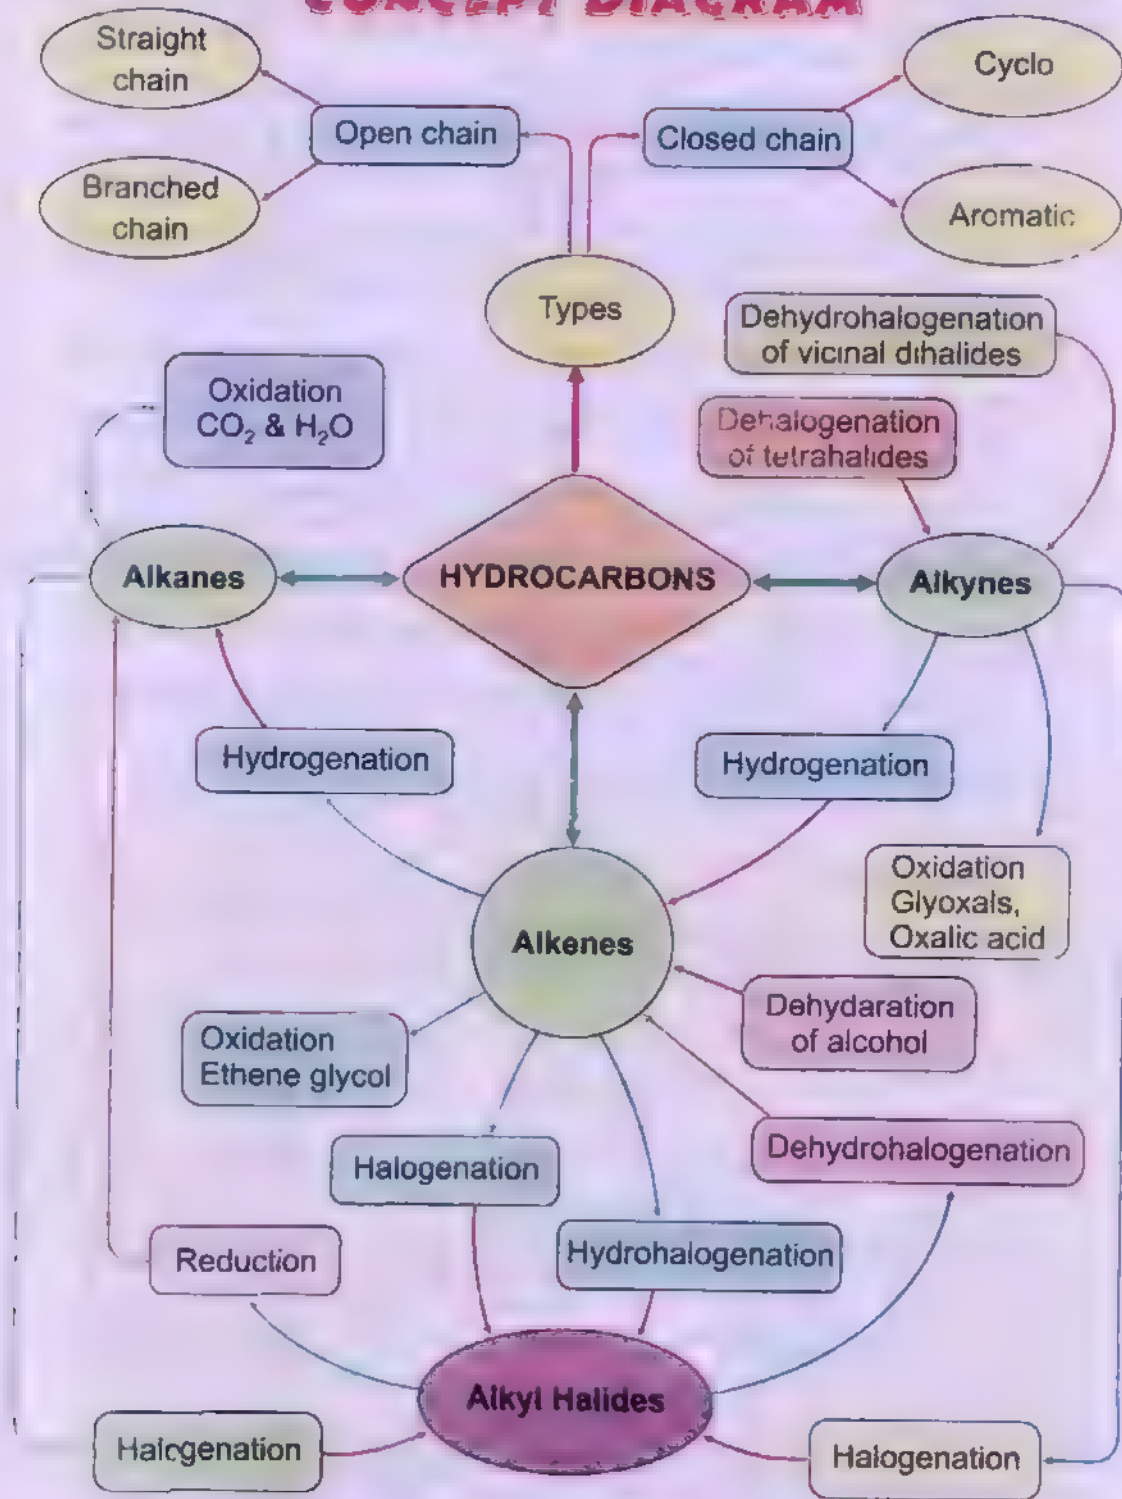 CONCEPT DIAGRAM
Straight
chain
Cyclo
Open chain
Closed chain
Branched
chain
Aromatic
Types
Dehydrohalogenation
of vicinal dihalides
Oxidation
CO₂ & H₂O
Dehalogenation
of tetrahalides
Alkanes
HYDROCARBONS
Alkynes
Hydrogenation
Hydrogenation
Oxidation
Glyoxals,
Oxalic acid
Alkenes
Dehydaration
of alcohol
Oxidation
Ethene glycol
Halogenation
Dehydrohalogenation
Reduction
Hydrohalogenation
Alkyl Halides
Halogenation
Halogenation